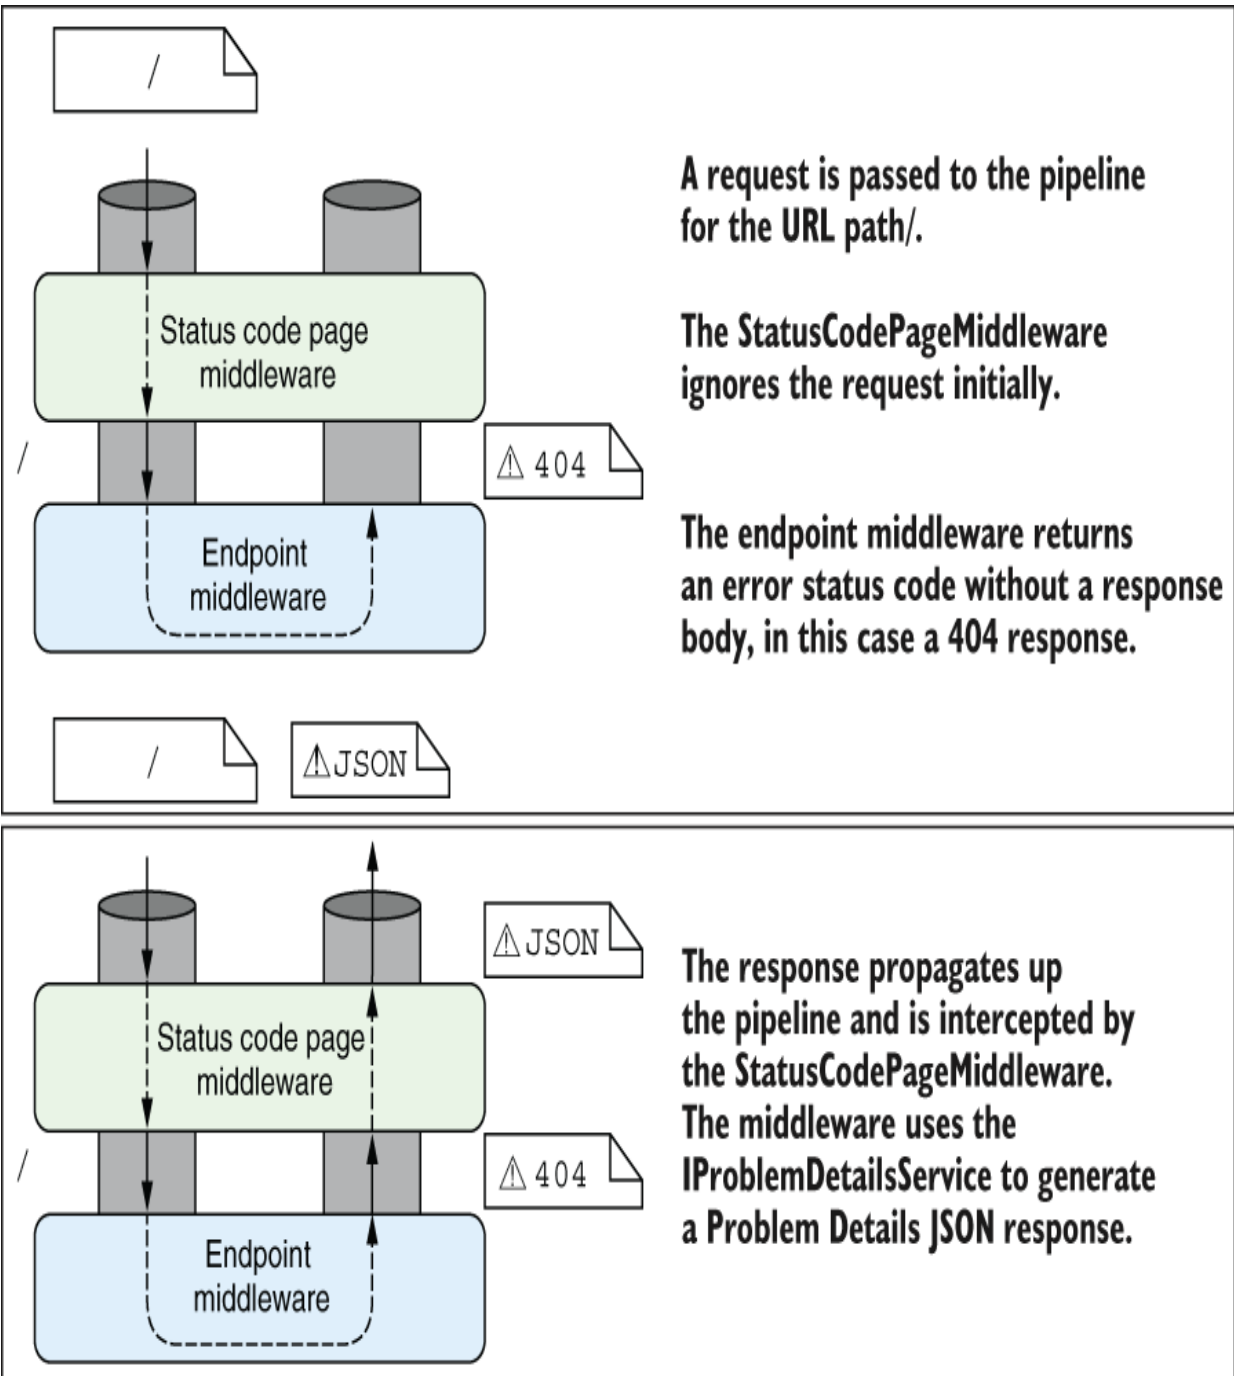 /
A request is passed to the pipeline
for the URL path/.
Status code page
middleware
The StatusCodePageMiddleware
ignores the request initially.
/
⚠ 404
Endpoint
middleware
The endpoint middleware returns
an error status code without a response
body, in this case a 404 response.
/
⚠JSON
⚠JSON
Status code page
middleware
The response propagates up
the pipeline and is intercepted by
the StatusCodePageMiddleware.
The middleware uses the
IProblemDetailsService to generate
a Problem Details JSON response.
/
⚠ 404
Endpoint
middleware